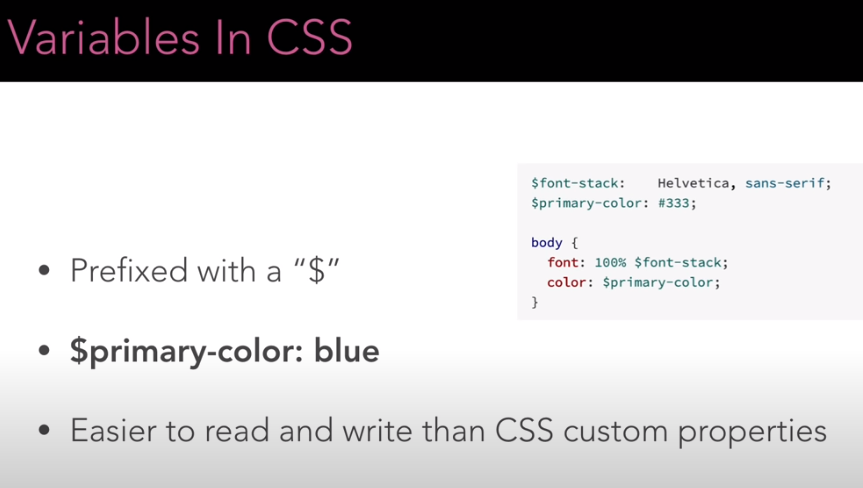 Variables In CSS
$font-stack:    Helvetica, sans-serif;
$primary-color: #333;
body {
  font: 100% $font-stack;
  color: $primary-color;
}
• Prefixed with a “$”
• $primary-color: blue
• Easier to read and write than CSS custom properties